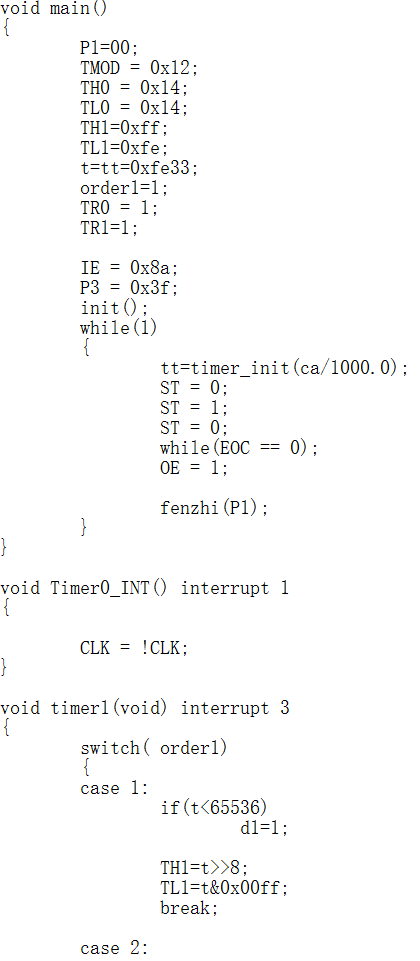 void main()
{
P1=00;
TMOD = 0x12;
TH0 = 0x14;
TL0 = 0x14;
TH1=0xff;
TL1=0xfe;
t=tt=0xfe33;
order1=1;
TR0 = 1;
TR1=1;
IE = 0x8a;
P3 = 0x3f;
init();
while(1)
{
tt=timer_init(ca/1000.0);
ST = 0;
ST = 1;
ST = 0;
while(EOC == 0);
OE = 1;
fenzhi(P1);
}
}
void Timer0_INT() interrupt 1
{
CLK = !CLK;
}
void timer1(void) interrupt 3
{
switch( order1)
{
case 1:
if(t<65536)
d1=1;
TH1=t>>8;
TL1=t&0x00ff;
break;
case 2: